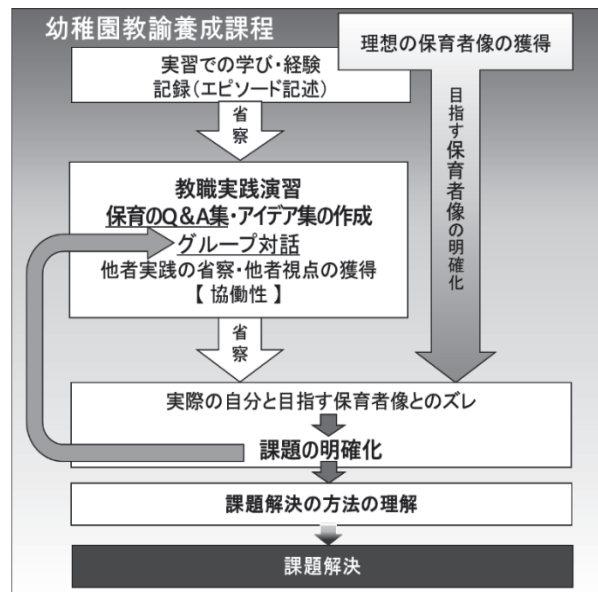 幼稚園教諭養成課程
理想の保育者像の獲得
実習での学び・経験
記録(エピソード記述)
省察
目指す保育者像の明確化
教職実践演習
保育のQ&A集・アイデア集の作成
グループ対話
他者実践の省察・他者視点の獲得
【 協働性 】
省察
実際の自分と目指す保育者像とのズレ
課題の明確化
課題解決の方法の理解
課題解決